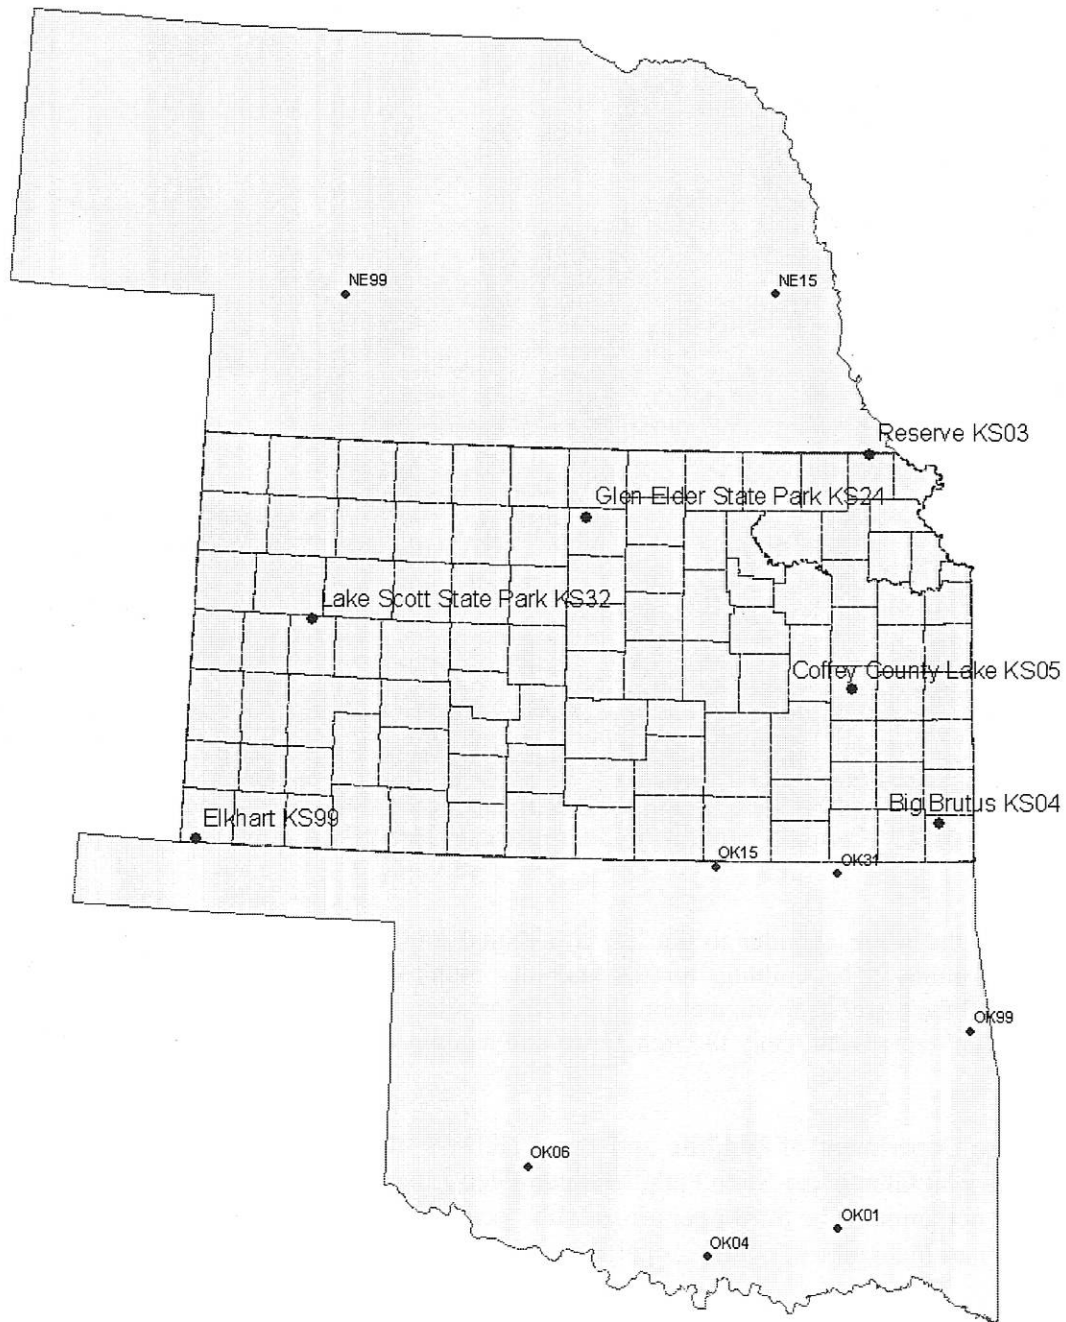 NE99
NE15
Reserve KS03
Glen Elder State Park KS24
Lake Scott State Park KS32
Coffey County Lake KS05
Big Brutus KS04
Elkhart KS99
OK15
OK31
OK99
OK06
OK01
OK04